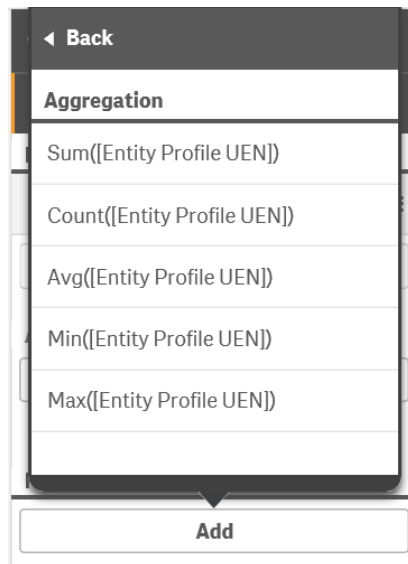 Back
Aggregation
Sum([Entity Profile UEN])
Count([Entity Profile UEN])
Avg([Entity Profile UEN])
Min([Entity Profile UEN])
Max([Entity Profile UEN])
Add